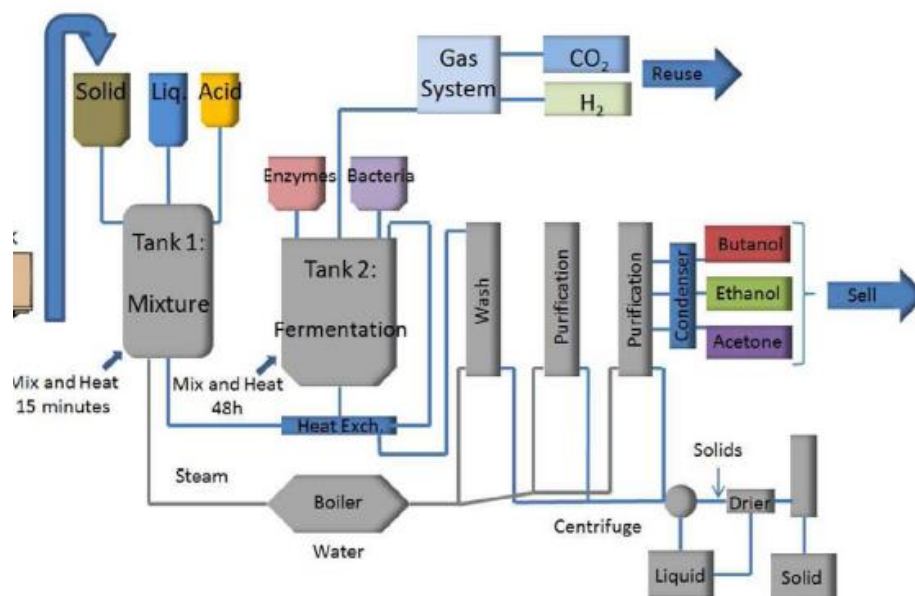 Gas
System
CO₂
H₂
Reuse
Solid
Liq.
Acid
Enzymes
Bacteria
Tank 1:
Mixture
Tank 2:
Fermentation
Wash
Purification
Purification
Condenser
Butanol
Ethanol
Acetone
Sell
Mix and Heat
15 minutes
Mix and Heat
48h
Heat Exch.
Steam
Boiler
Water
Solids
Centrifuge
Drier
Liquid
Solid